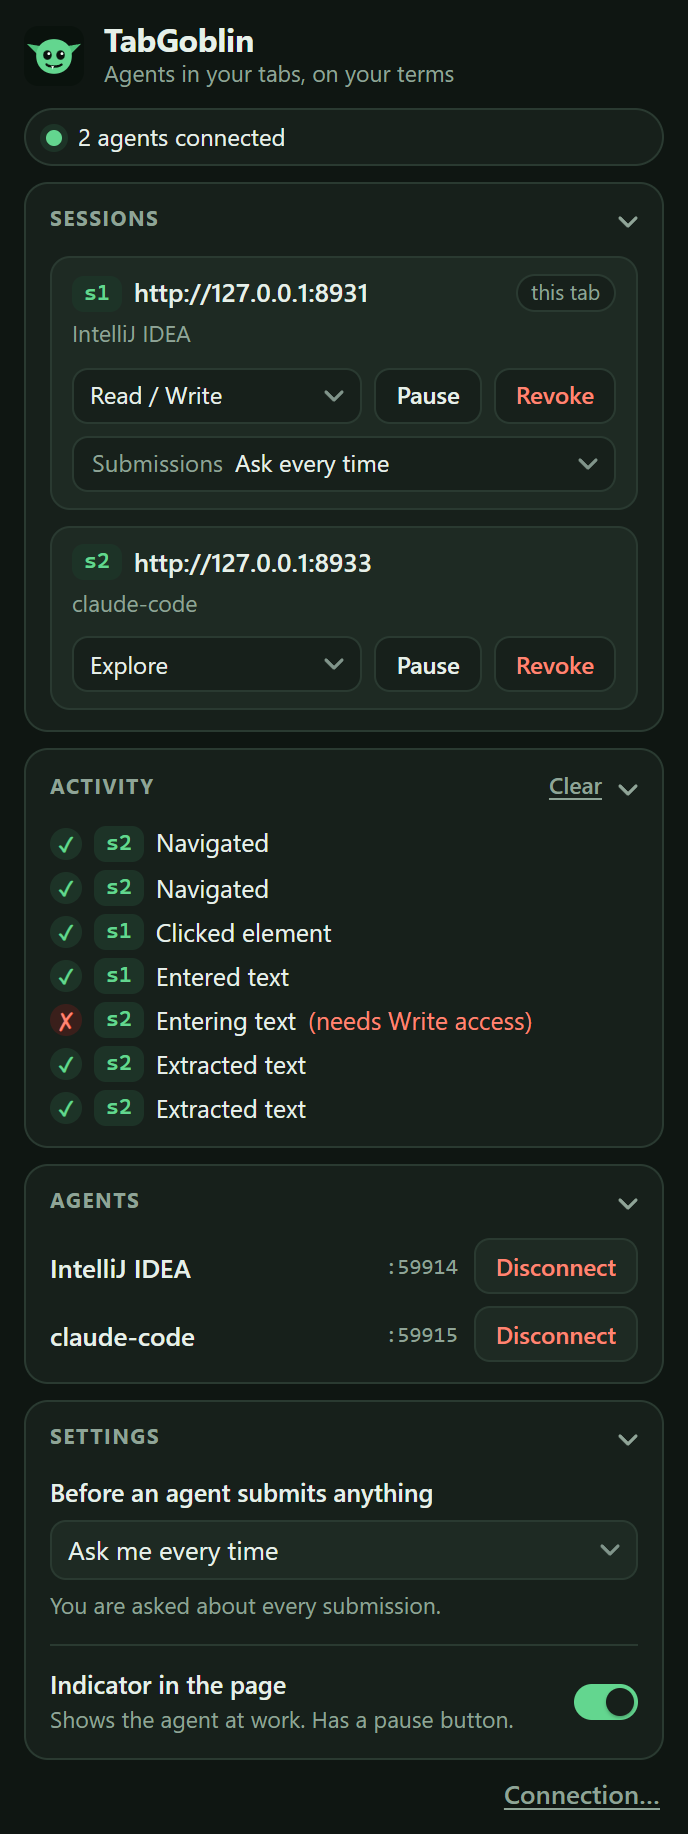 TabGoblin
Agents in your tabs, on your terms
2 agents connected
SESSIONS
s1 http://127.0.0.1:8931 this tab
IntelliJ IDEA
Read / Write Pause Revoke
Submissions Ask every time
s2 http://127.0.0.1:8933
claude-code
Explore Pause Revoke
ACTIVITY Clear
✓ s2 Navigated
✓ s2 Navigated
✓ s1 Clicked element
✓ s1 Entered text
✗ s2 Entering text (needs Write access)
✓ s2 Extracted text
✓ s2 Extracted text
AGENTS
IntelliJ IDEA :59914 Disconnect
claude-code :59915 Disconnect
SETTINGS
Before an agent submits anything
Ask me every time
You are asked about every submission.
Indicator in the page
Shows the agent at work. Has a pause button.
Connection...